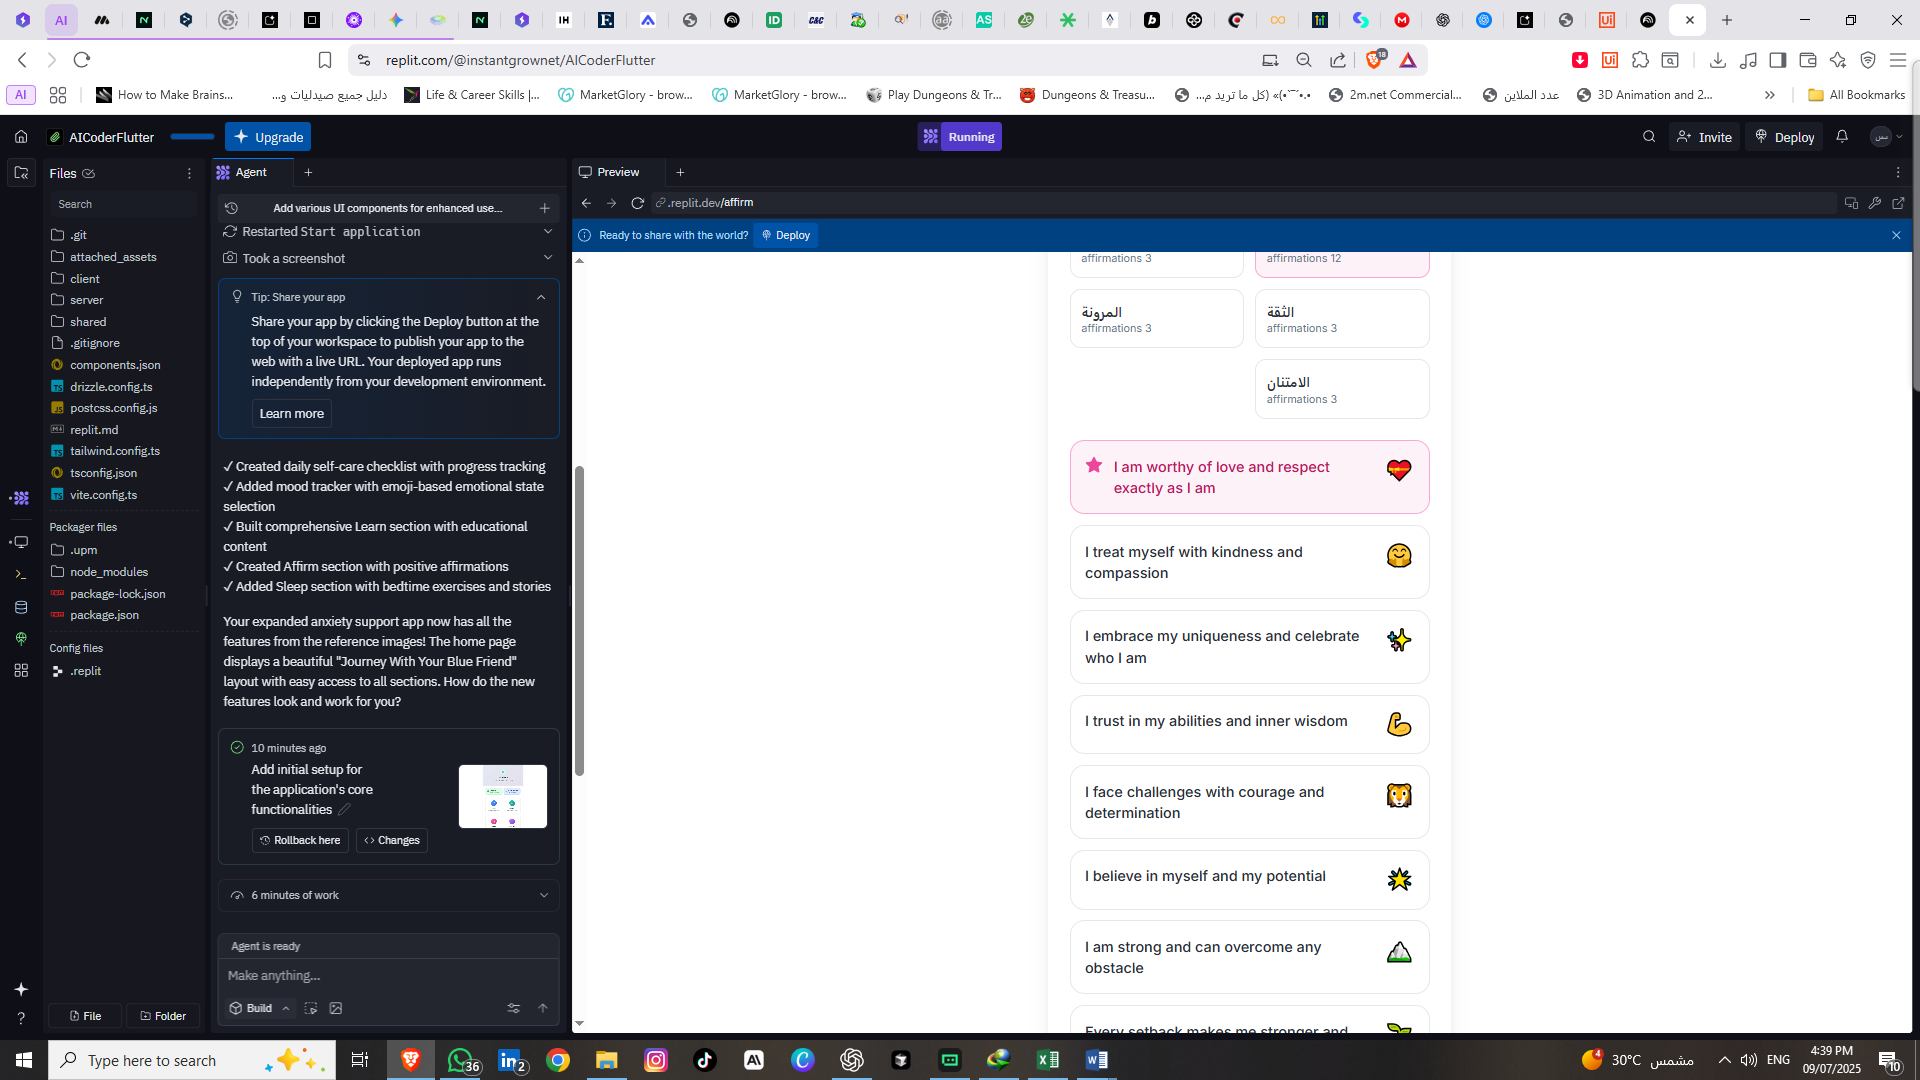 replit.com/@instantgrownet/AICoderFlutter
18
AI
How to Make Brains...
دليل جميع صيدليات و...
Life & Career Skills |...
MarketGlory - brow...
MarketGlory - brow...
Play Dungeons & Tr...
Dungeons & Treasu...
2m.net Commercial...
عدد الملاين
3D Animation and 2...
All Bookmarks
AICoderFlutter
Upgrade
Running
Invite
Deploy
Files
Search
.git
attached_assets
client
server
shared
.gitignore
components.json
drizzle.config.ts
postcss.config.js
replit.md
tailwind.config.ts
tsconfig.json
vite.config.ts
Packager files
.upm
node_modules
package-lock.json
package.json
Config files
.replit
File
Folder
Agent
Add various UI components for enhanced use...
Restarted Start application
Took a screenshot
Tip: Share your app
Share your app by clicking the Deploy button at the
top of your workspace to publish your app to the
web with a live URL. Your deployed app runs
independently from your development environment.
Learn more
✓ Created daily self-care checklist with progress tracking
✓ Added mood tracker with emoji-based emotional state
selection
✓ Built comprehensive Learn section with educational
content
✓ Created Affirm section with positive affirmations
✓ Added Sleep section with bedtime exercises and stories
Your expanded anxiety support app now has all the
features from the reference images! The home page
displays a beautiful "Journey With Your Blue Friend"
layout with easy access to all sections. How do the new
features look and work for you?
10 minutes ago
Add initial setup for
the application's core
functionalities
Rollback here
Changes
6 minutes of work
Agent is ready
Make anything...
Build
Preview
.replit.dev/affirm
Ready to share with the world?
Deploy
affirmations 3
affirmations 12
المرونة
affirmations 3
الثقة
affirmations 3
الامتنان
affirmations 3
I am worthy of love and respect
exactly as I am
I treat myself with kindness and
compassion
I embrace my uniqueness and celebrate
who I am
I trust in my abilities and inner wisdom
I face challenges with courage and
determination
I believe in myself and my potential
I am strong and can overcome any
obstacle
Every setback makes me stronger and
Type here to search
36
2
4
30°C
مشمس
ENG
4:39 PM
09/07/2025
10